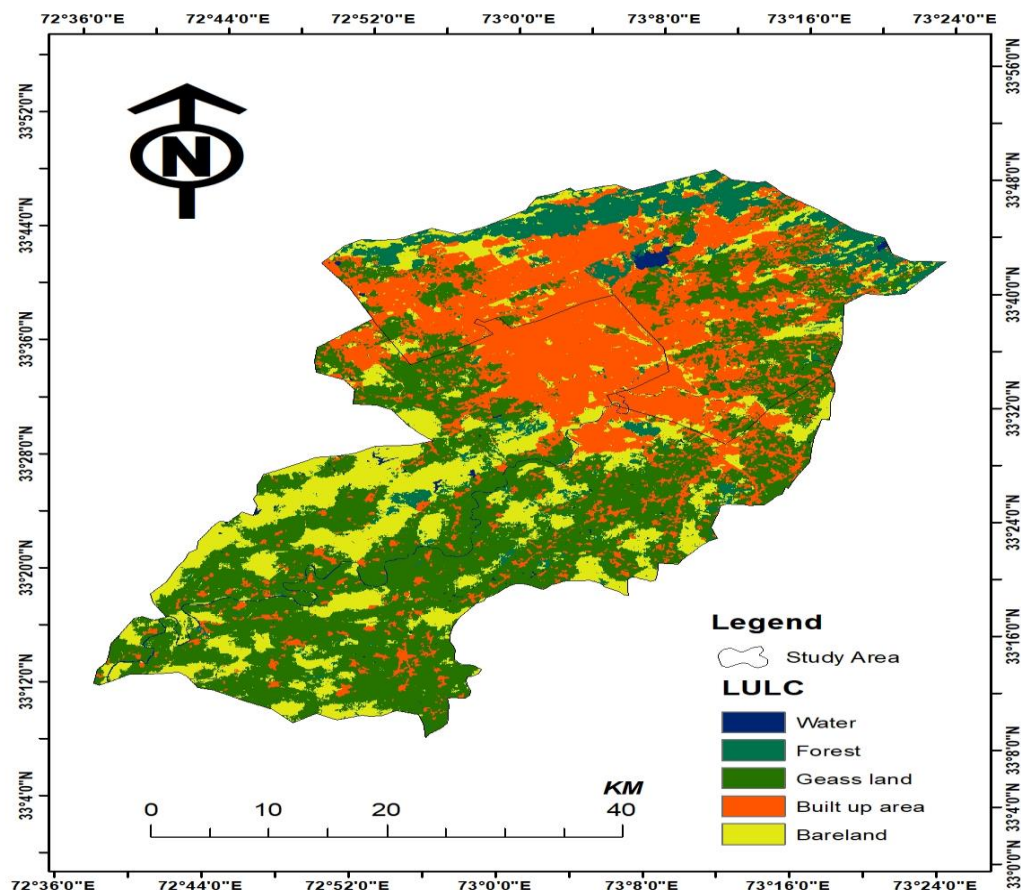 72°36'0"E 72°44'0"E 72°52'0"E 73°0'0"E 73°8'0"E 73°16'0"E 73°24'0"E
33°52'0"N
33°44'0"N
33°36'0"N
33°28'0"N
33°20'0"N
33°12'0"N
33°4'0"N
N
33°56'0"N
33°48'0"N
33°40'0"N
33°32'0"N
33°24'0"N
33°16'0"N
33°8'0"N
33°4'0"N
33°0'0"N
Legend
Study Area
LULC
Water
Forest
Geass land
Built up area
Bareland
KM
0 10 20 40
72°36'0"E 72°44'0"E 72°52'0"E 73°0'0"E 73°8'0"E 73°16'0"E 73°24'0"E